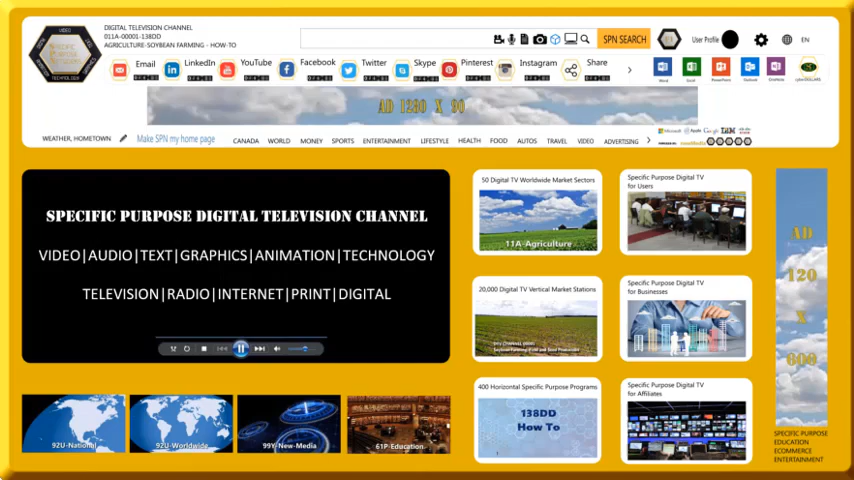 DIGITAL TELEVISION CHANNEL
011A-00001-138DD
AGRICULTURE-SOYBEAN FARMING - HOW-TO
VIDEO
SPECIFIC
PURPOSE
TECHNOLOGY
SPN SEARCH
User Profile
EN
Email
LinkedIn
YouTube
Facebook
Twitter
Skype
Pinterest
Instagram
Share
Word
Excel
PowerPoint
Outlook
OneNote
AD 1280 X 90
WEATHER, HOMETOWN
Make SPN my home page
CANADA
WORLD
MONEY
SPORTS
ENTERTAINMENT
LIFESTYLE
HEALTH
FOOD
AUTOS
TRAVEL
VIDEO
ADVERTISING
SPECIFIC PURPOSE DIGITAL TELEVISION CHANNEL
VIDEO|AUDIO|TEXT|GRAPHICS|ANIMATION|TECHNOLOGY
TELEVISION|RADIO|INTERNET|PRINT|DIGITAL
50 Digital TV Worldwide Market Sectors
11A-Agriculture
Specific Purpose Digital TV
for Users
20,000 Digital TV Vertical Market Stations
Specific Purpose Digital TV
for Businesses
400 Horizontal Specific Purpose Programs
138DD
How To
Specific Purpose Digital TV
for Affiliates
AD
120
X
600
92U-National
92U-Worldwide
99Y-New-Media
61P-Education
SPECIFIC PURPOSE
EDUCATION
ECOMMERCE
ENTERTAINMENT